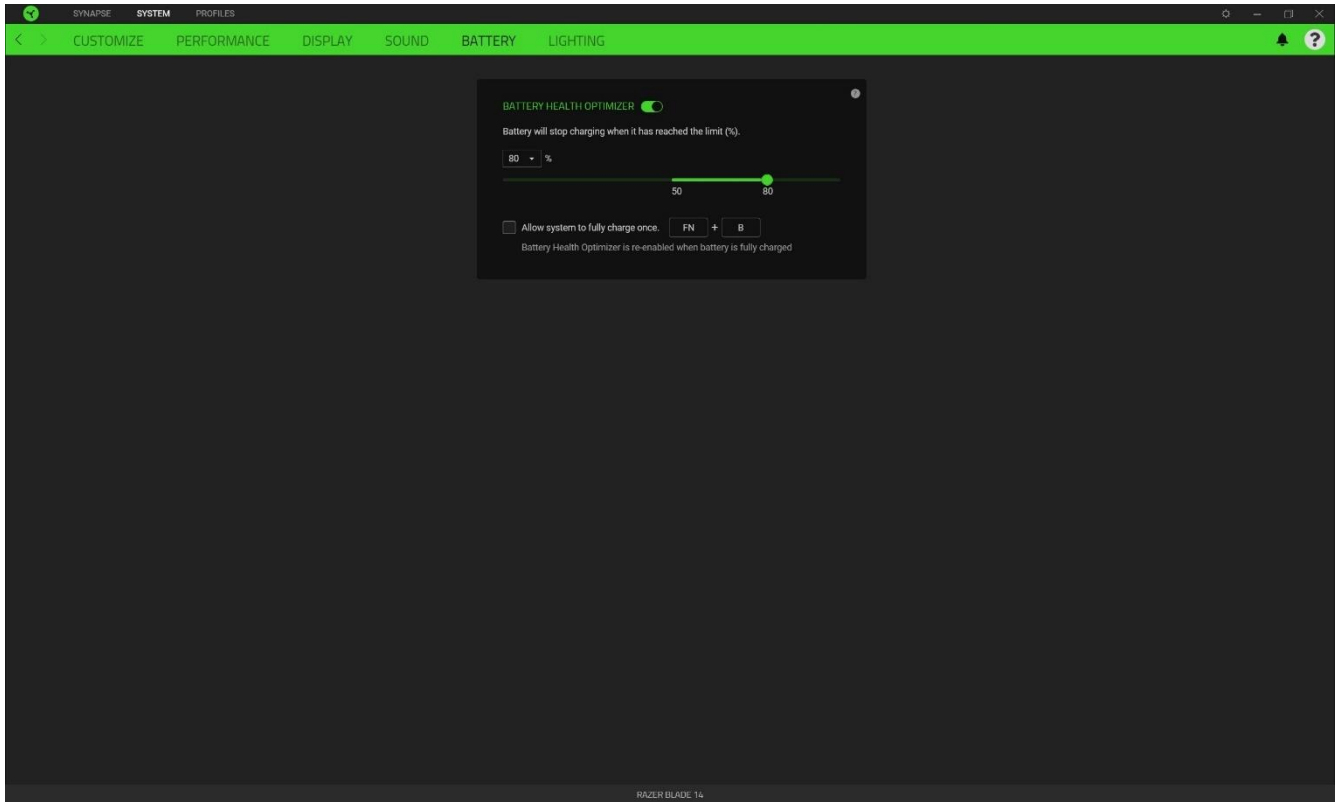 SYNAPSE SYSTEM PROFILES
CUSTOMIZE PERFORMANCE DISPLAY SOUND BATTERY LIGHTING ?
BATTERY HEALTH OPTIMIZER
Battery will stop charging when it has reached the limit (%).
80 %
50 80
Allow system to fully charge once. FN + B
Battery Health Optimizer is re-enabled when battery is fully charged
RAZER BLADE 14